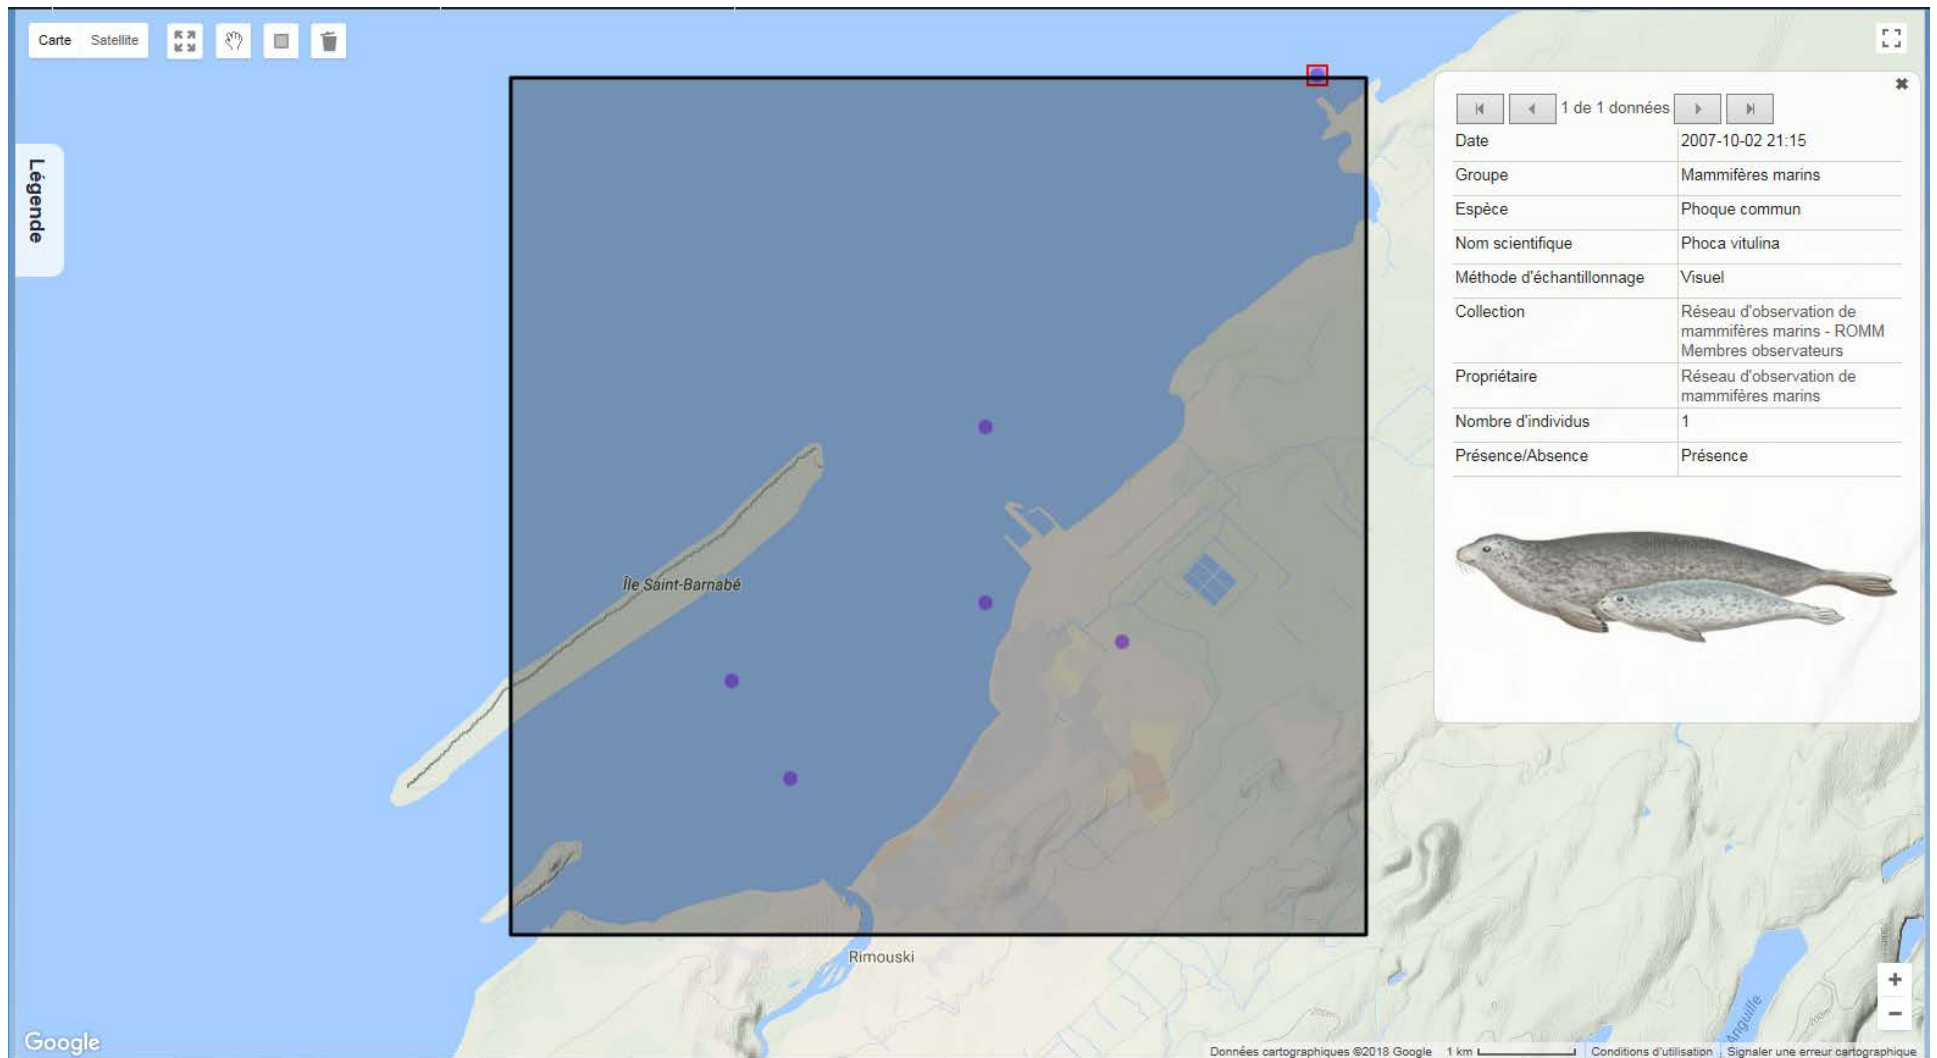 Carte Satellite
Légende
1 de 1 données
Date 2007-10-02 21:15
Groupe Mammifères marins
Espèce Phoque commun
Nom scientifique Phoca vitulina
Méthode d'échantillonnage Visuel
Collection Réseau d'observation de
mammifères marins - ROMM
Membres observateurs
Propriétaire Réseau d'observation de
mammifères marins
Nombre d'individus 1
Présence/Absence Présence
Île Saint-Barnabé
Rimouski
Anguille
200m
200m
+
−
Google
Données cartographiques ©2018 Google 1 km Conditions d'utilisation Signaler une erreur cartographique